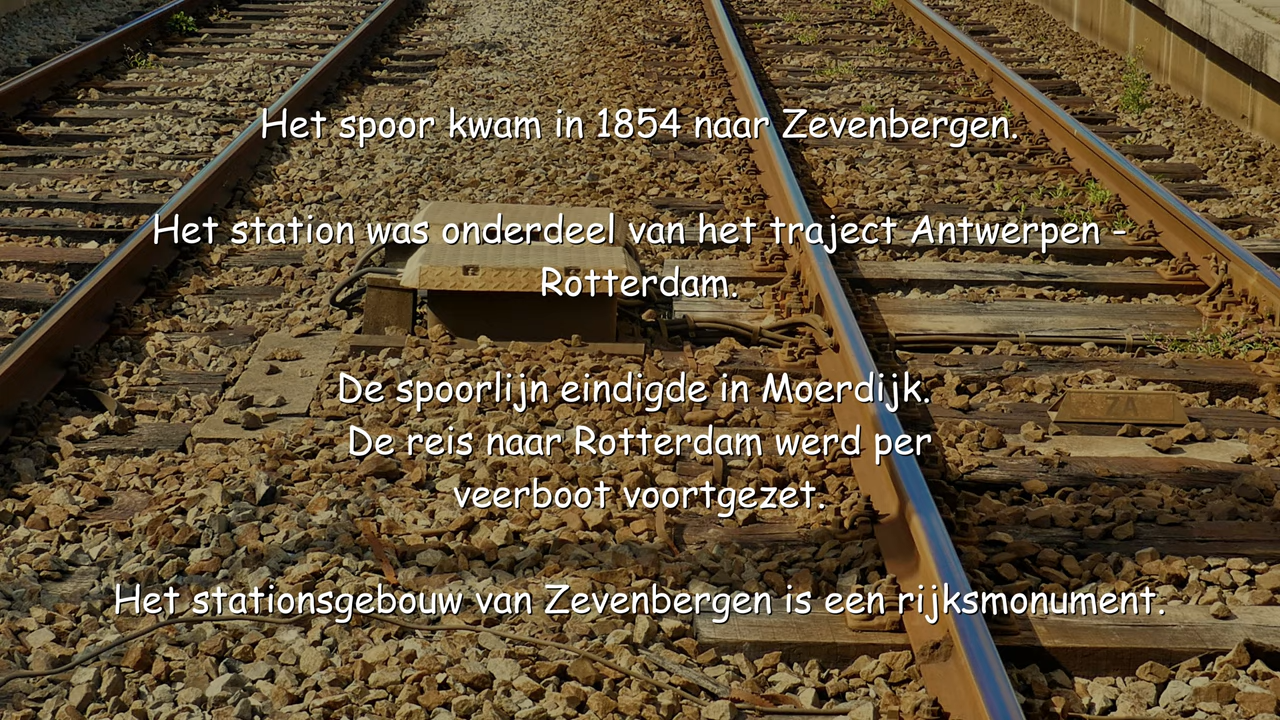 Het spoor kwam in 1854 naar Zevenbergen.
Het station was onderdeel van het traject Antwerpen -
Rotterdam.
De spoorlijn eindigde in Moerdijk.
De reis naar Rotterdam werd per
veerboot voortgezet.
ZA
Het stationsgebouw van Zevenbergen is een rijksmonument.